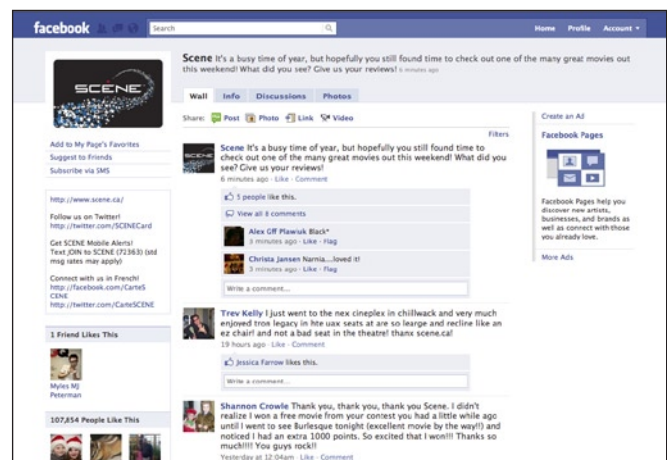 facebook
Search
Home Profile Account
SCÈNE
Scene It's a busy time of year, but hopefully you still found time to check out one of the many great movies out
this weekend! What did you see? Give us your reviews! 6 minutes ago
Wall Info Discussions Photos
Share: Post Photo Link Video
Filters
Add to My Page's Favorites
Suggest to Friends
Subscribe via SMS
http://www.scene.ca/
Follow us on Twitter!
http://twitter.com/SCENECard
Get SCENE Mobile Alerts!
Text JOIN to SCENE (72363) (std
msg rates may apply)
Connect with us in French!
http://facebook.com/CarteS
CENE
http://twitter.com/CarteSCENE
1 Friend Likes This
Myles MJ
Peterman
107,854 People Like This
SCENE
Scene It's a busy time of year, but hopefully you still found time to
check out one of the many great movies out this weekend! What did you
see? Give us your reviews!
6 minutes ago · Like · Comment
5 people like this.
View all 8 comments
Alex Gff Plawiuk Black*
3 minutes ago · Like · Flag
Christa Jansen Narnia....loved it!
3 minutes ago · Like · Flag
Write a comment...
Trev Kelly I just went to the nex cineplex in chillwack and very much
enjoyed tron legacy in hte uax seats at are so learge and recline like an
ez chair! and not a bad seat in the theatre! thanx scene.ca!
19 hours ago · Like · Comment
Jessica Farrow likes this.
Write a comment...
Shannon Crowle Thank you, thank you, thank you Scene. I didn't
realize I won a free movie from your contest you had a little while ago
until I went to see Burlesque tonight (excellent movie by the way!!) and
noticed I had an extra 1000 points. So excited that I won!!! Thanks so
much!!!! You guys rock!!
Yesterday at 12:04am · Like · Comment
Create an Ad
Facebook Pages
Facebook Pages help you
discover new artists,
businesses, and brands as
well as connect with those
you already love.
More Ads